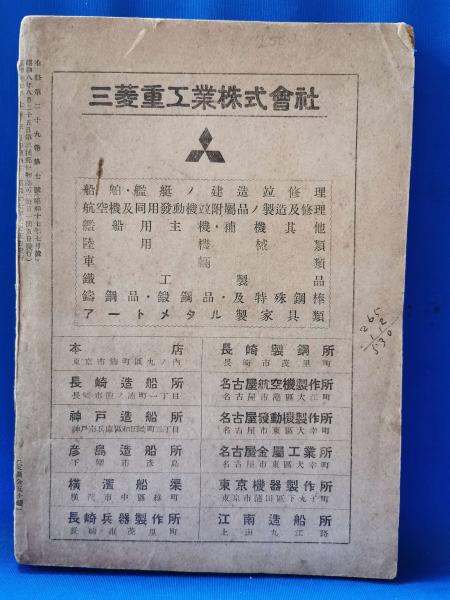 三菱重工業株式會社
船舶・艦艇ノ建造竝修理
航空機及同用發動機竝附屬品ノ製造及修理
艦船用主機・補機其他
陸用機械類
車輛類
鐵工製品
鑄鋼品・鍛鋼品・及特殊鋼棒
アートメタル製家具類
本店
東京市麴町區丸ノ内
長崎造船所
長崎市飽ノ浦町一丁目
神戸造船所
神戸市兵庫區和田崎町三丁目
彦島造船所
下關市彦島
橫濱船渠
橫濱市中區綠町
長崎兵器製作所
長崎市茂里町
長崎製鋼所
長崎市茂里町
名古屋航空機製作所
名古屋市港區大江町
名古屋發動機製作所
名古屋市東區大幸町
名古屋金屬工業所
名古屋市東區大幸町
東京機器製作所
東京市蒲田區下丸子町
江南造船所
上海九江路